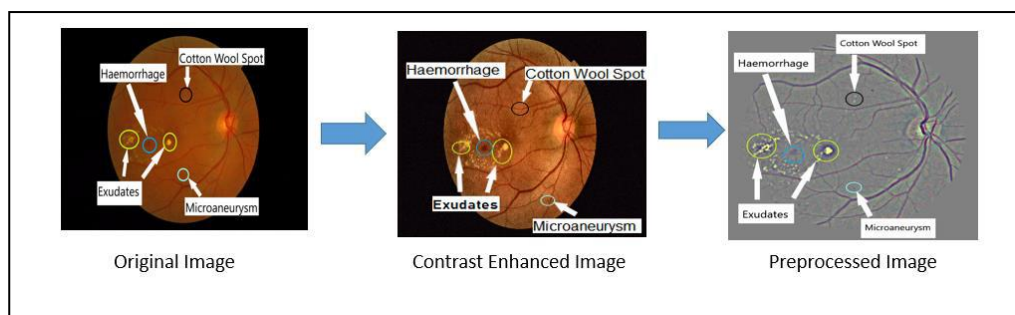 Cotton Wool Spot
Haemorrhage
Exudates
Microaneurysm
Original Image
Haemorrhage
Cotton Wool Spot
Exudates
Microaneurysm
Contrast Enhanced Image
Cotton Wool Spot
Haemorrhage
Exudates
Microaneurysm
Preprocessed Image